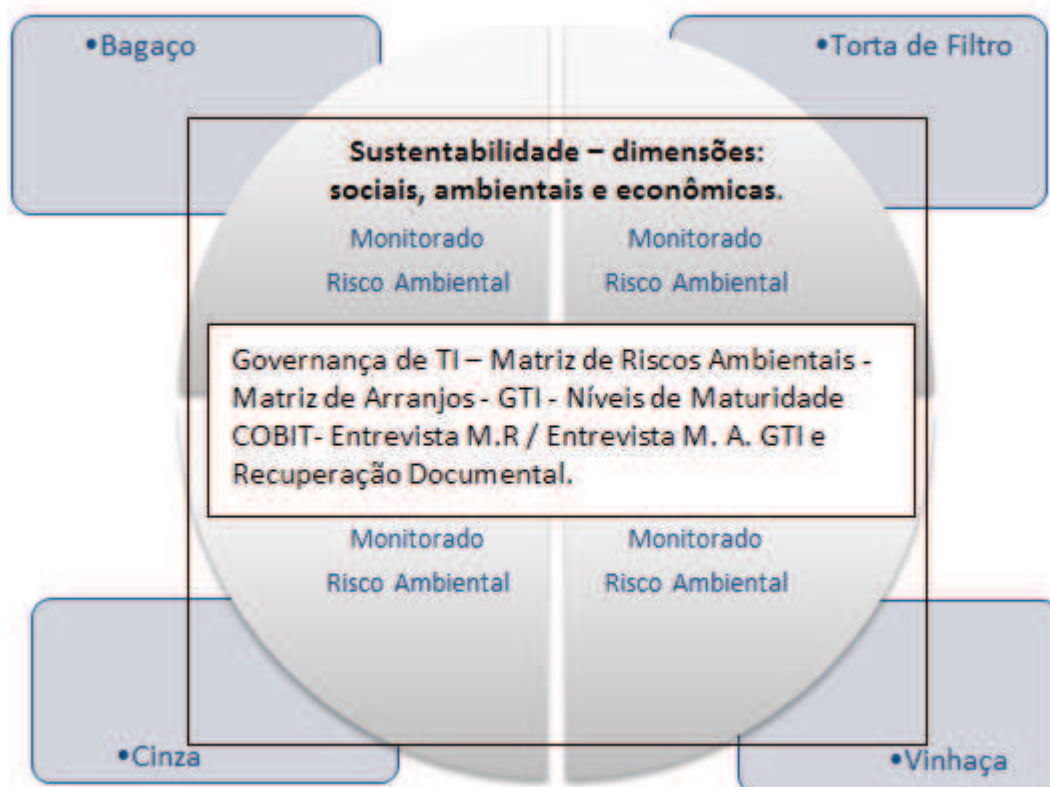 •Bagaço
•Torta de Filtro
Sustentabilidade – dimensões:
sociais, ambientais e econômicas.
Monitorado
Risco Ambiental
Monitorado
Risco Ambiental
Governança de TI – Matriz de Riscos Ambientais -
Matriz de Arranjos - GTI - Níveis de Maturidade
COBIT- Entrevista M.R / Entrevista M. A. GTI e
Recuperação Documental.
Monitorado
Risco Ambiental
Monitorado
Risco Ambiental
•Cinza
•Vinhaça